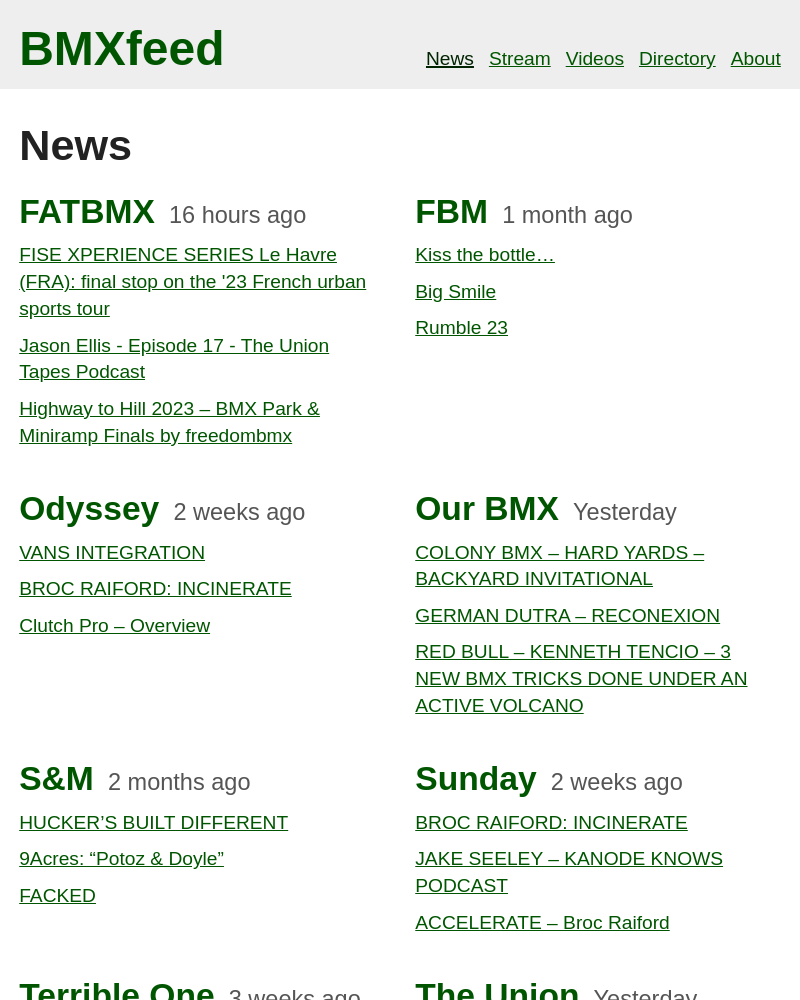 BMXfeed
News Stream Videos Directory About
News
FATBMX 16 hours ago
FISE XPERIENCE SERIES Le Havre
(FRA): final stop on the '23 French urban
sports tour
Jason Ellis - Episode 17 - The Union
Tapes Podcast
Highway to Hill 2023 – BMX Park &
Miniramp Finals by freedombmx
FBM 1 month ago
Kiss the bottle…
Big Smile
Rumble 23
Odyssey 2 weeks ago
VANS INTEGRATION
BROC RAIFORD: INCINERATE
Clutch Pro – Overview
Our BMX Yesterday
COLONY BMX – HARD YARDS –
BACKYARD INVITATIONAL
GERMAN DUTRA – RECONEXION
RED BULL – KENNETH TENCIO – 3
NEW BMX TRICKS DONE UNDER AN
ACTIVE VOLCANO
S&M 2 months ago
HUCKER’S BUILT DIFFERENT
9Acres: “Potoz & Doyle”
FACKED
Sunday 2 weeks ago
BROC RAIFORD: INCINERATE
JAKE SEELEY – KANODE KNOWS
PODCAST
ACCELERATE – Broc Raiford
Terrible One 3 weeks ago
The Union Yesterday